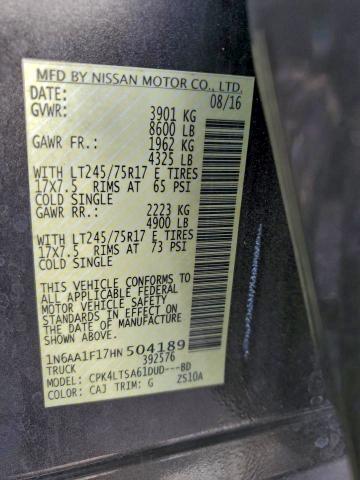 MFD BY NISSAN MOTOR CO., LTD.
DATE: 08/16
GVWR: 3901 KG
8600 LB
GAWR FR.: 1962 KG
4325 LB
WITH LT245/75R17 E TIRES
17X7.5 RIMS AT 65 PSI
COLD SINGLE
GAWR RR.: 2223 KG
4900 LB
WITH LT245/75R17 E TIRES
17X7.5 RIMS AT 73 PSI
COLD SINGLE
THIS VEHICLE CONFORMS TO
ALL APPLICABLE FEDERAL
MOTOR VEHICLE SAFETY
STANDARDS IN EFFECT ON
THE DATE OF MANUFACTURE
SHOWN ABOVE.
1N6AA1F17HN504189
TRUCK 392576
MODEL: CPK4LTSA61DUD---BD
COLOR: CAJ TRIM: G ZS10A